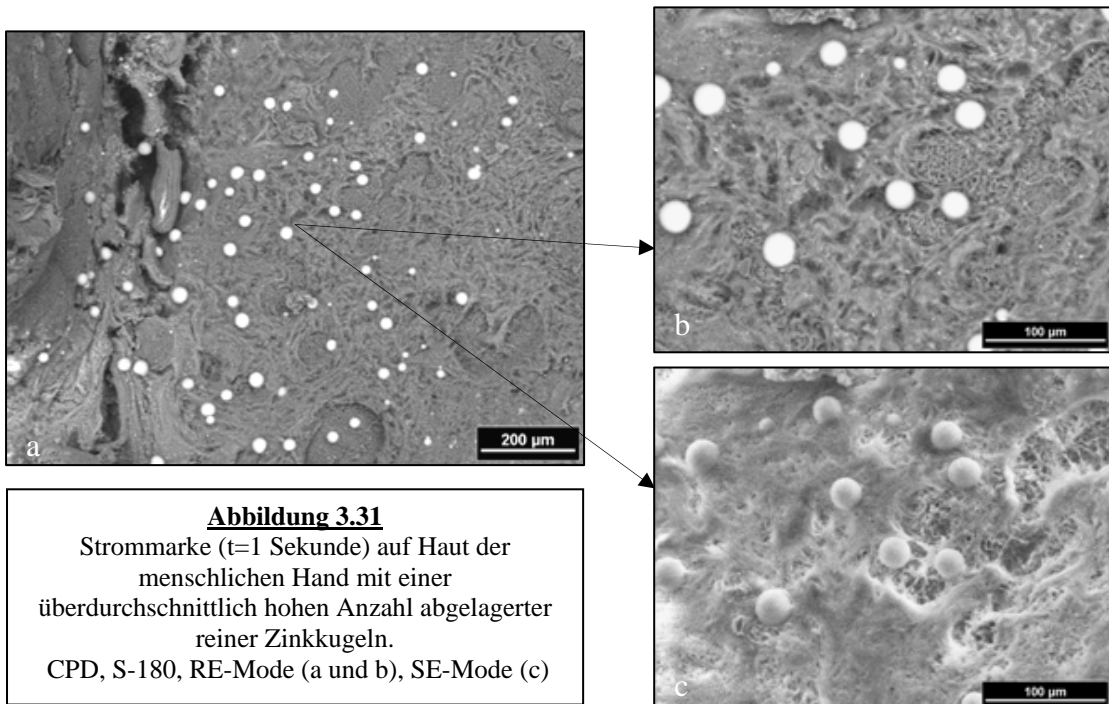 a
200 µm
b
100 µm
c
100 µm
Abbildung 3.31
Strommarke (t=1 Sekunde) auf Haut der
menschlichen Hand mit einer
überdurchschnittlich hohen Anzahl abgelagerter
reiner Zinkkugeln.
CPD, S-180, RE-Mode (a und b), SE-Mode (c)